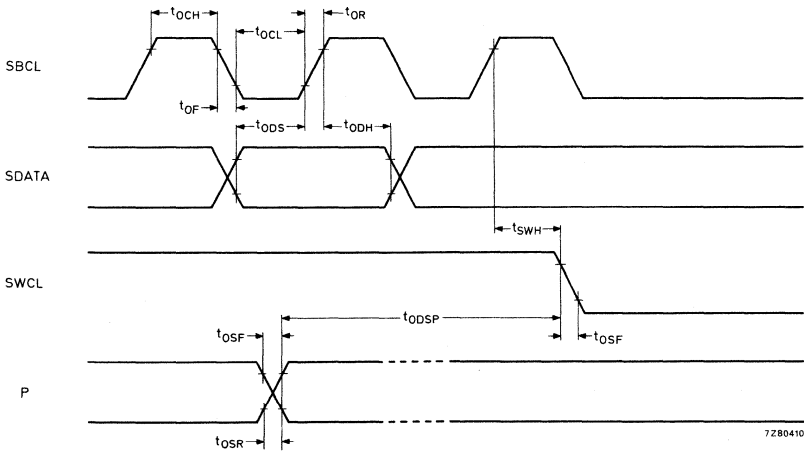 tOCH
tOR
tOCL
SBCL
tOF
tODS
tODH
SDATA
tSWH
SWCL
tODSP
tOSF
tOSF
P
tOSR
7Z80410